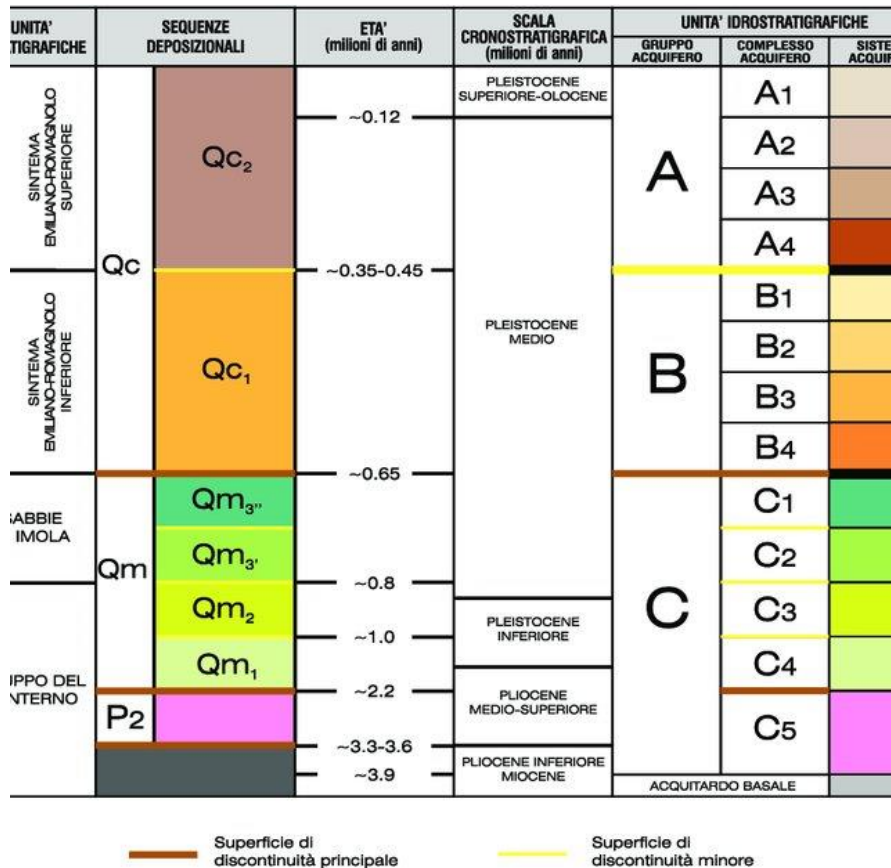 UNITA'
TIGRAFICHE
SEQUENZE
DEPOSIZIONALI
ETA'
(milioni di anni)
SCALA
CRONOSTRATIGRAFICA
(milioni di anni)
UNITA' IDROSTRATIGRAFICHE
GRUPPO
ACQUIFERO
COMPLESSO
ACQUIFERO
SISTE
ACQUIF
SINTEMA
EMILIANO-ROMAGNOLO
SUPERIORE
SINTEMA
EMILIANO-ROMAGNOLO
INFERIORE
SABBIE
IMOLA
UPPO DEL
NTERNO
Qc
Qm
P2
Qc2
Qc1
Qm3''
Qm3'
Qm2
Qm1
~0.12
~0.35-0.45
~0.65
~0.8
~1.0
~2.2
~3.3-3.6
~3.9
PLEISTOCENE
SUPERIORE-OLOCENE
PLEISTOCENE
MEDIO
PLEISTOCENE
INFERIORE
PLIOCENE
MEDIO-SUPERIORE
PLIOCENE INFERIORE
MIOCENE
A
B
C
A1
A2
A3
A4
B1
B2
B3
B4
C1
C2
C3
C4
C5
ACQUITARDO BASALE
Superficie di
discontinuità principale
Superficie di
discontinuità minore